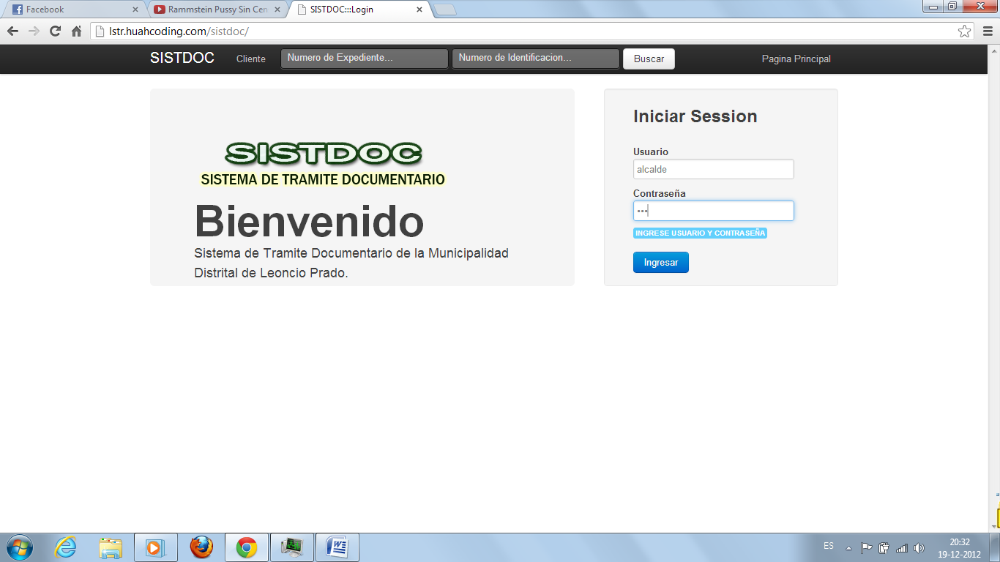 Facebook
Rammstein Pussy Sin Cen
SISTDOC:::Login
lstr.huahcoding.com/sistdoc/
SISTDOC Cliente Numero de Expediente... Numero de Identificacion... Buscar Pagina Principal
SISTDOC
SISTEMA DE TRAMITE DOCUMENTARIO
Bienvenido
Sistema de Tramite Documentario de la Municipalidad
Distrital de Leoncio Prado.
Iniciar Session
Usuario
alcalde
Contraseña
•••
INGRESE USUARIO Y CONTRASEÑA
Ingresar
ES
20:32
19-12-2012